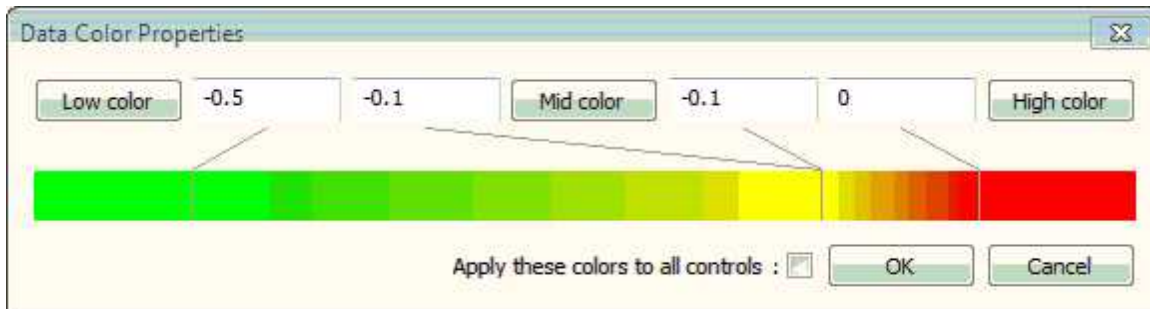 Data Color Properties
Low color -0.5 -0.1 Mid color -0.1 0 High color
Apply these colors to all controls : OK Cancel